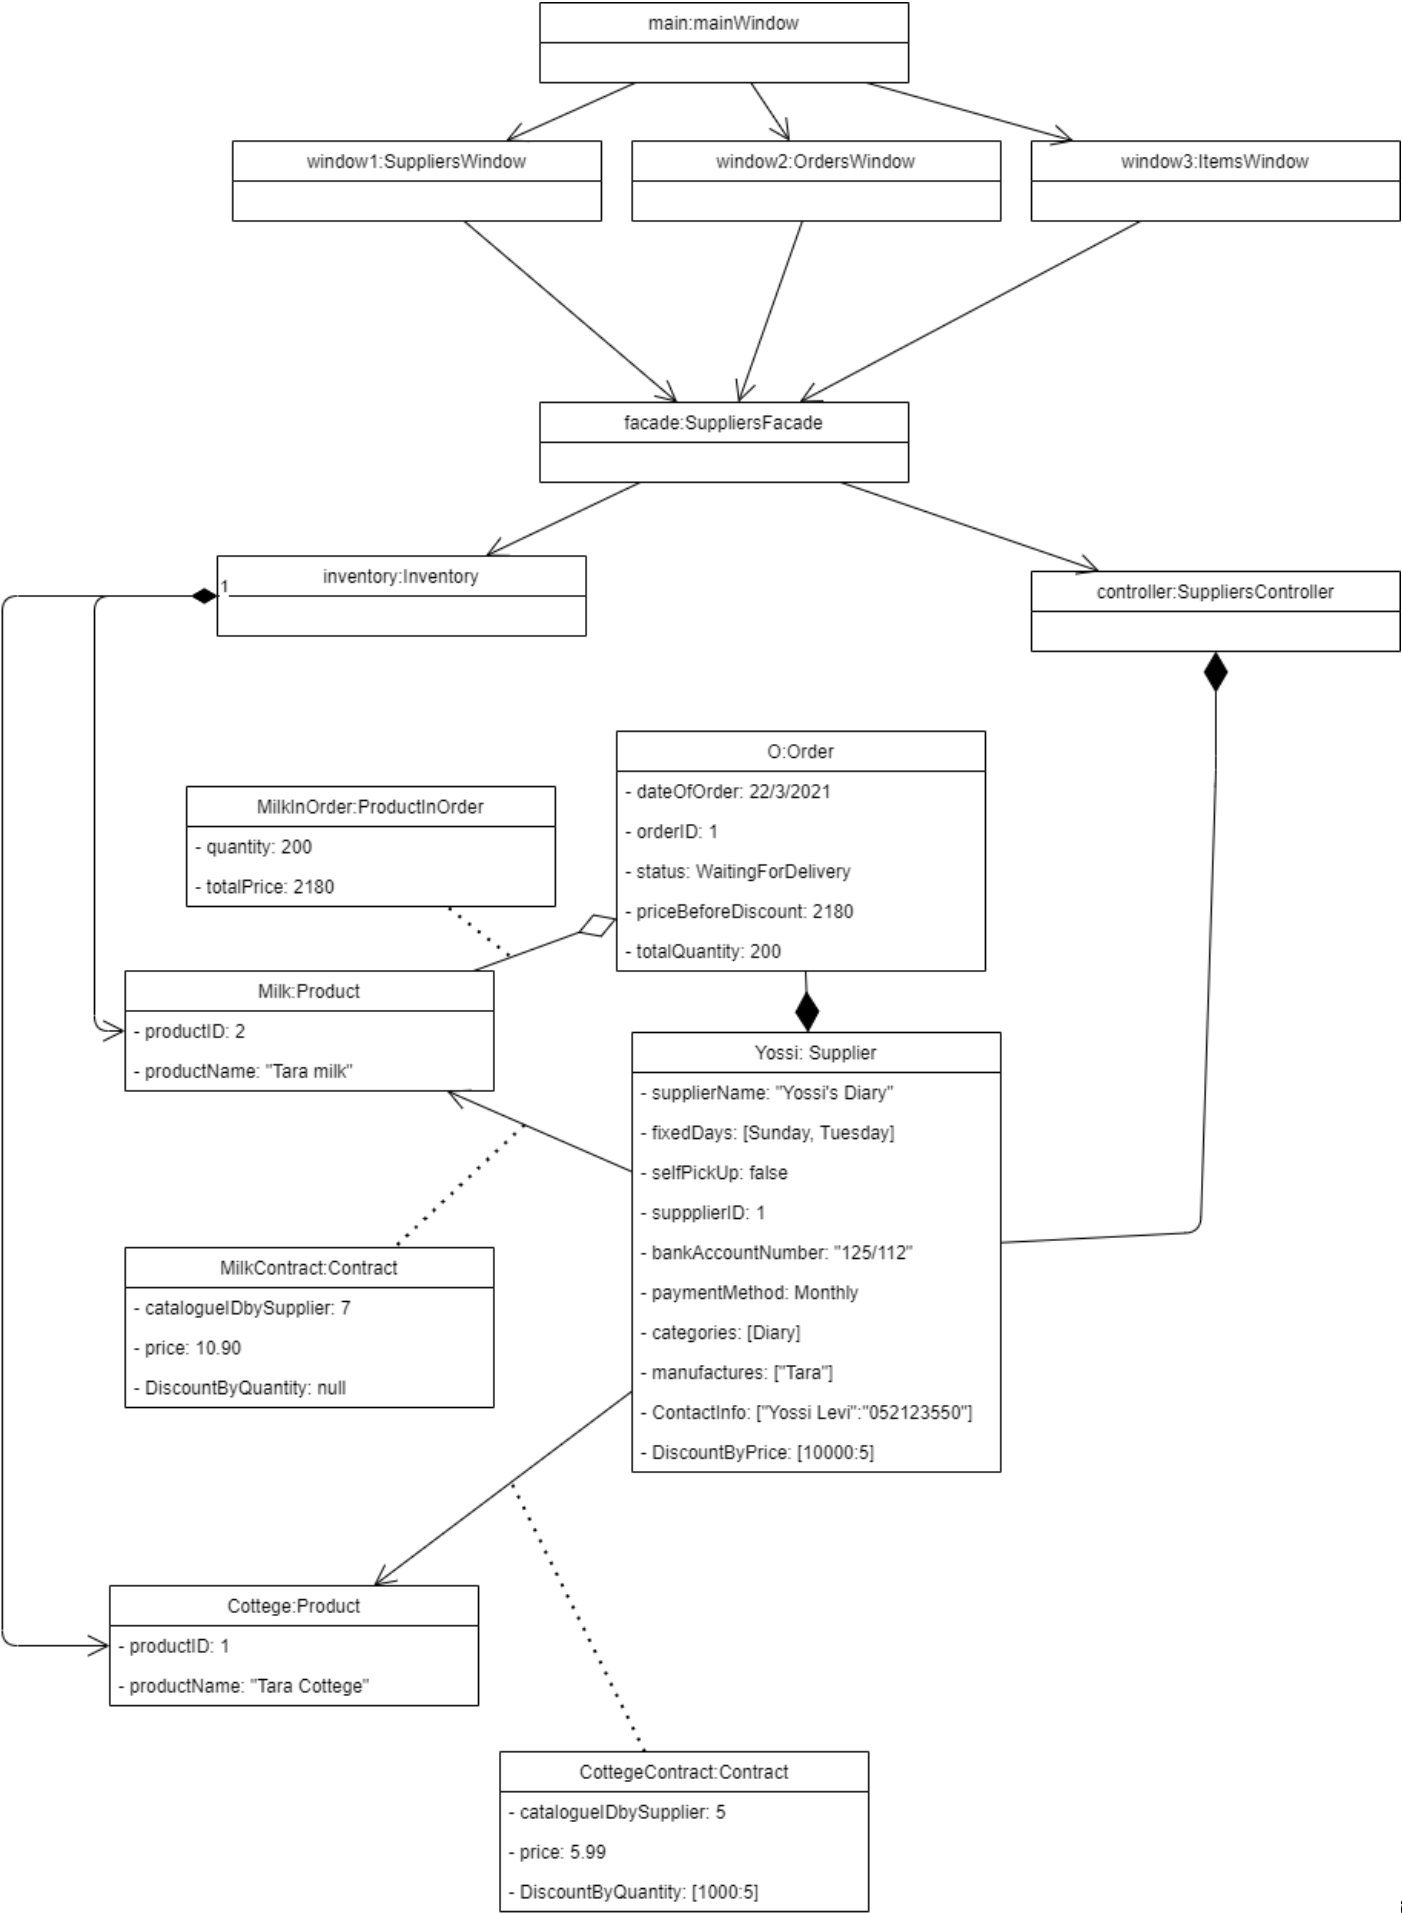 main:mainWindow
window1:SuppliersWindow
window2:OrdersWindow
window3:ItemsWindow
facade:SuppliersFacade
inventory:Inventory
1
controller:SuppliersController
O:Order
- dateOfOrder: 22/3/2021
- orderID: 1
- status: WaitingForDelivery
- priceBeforeDiscount: 2180
- totalQuantity: 200
MilkInOrder:ProductInOrder
- quantity: 200
- totalPrice: 2180
Milk:Product
- productID: 2
- productName: "Tara milk"
Yossi: Supplier
- supplierName: "Yossi's Diary"
- fixedDays: [Sunday, Tuesday]
- selfPickUp: false
- suppplierID: 1
- bankAccountNumber: "125/112"
- paymentMethod: Monthly
- categories: [Diary]
- manufactures: ["Tara"]
- ContactInfo: ["Yossi Levi":"052123550"]
- DiscountByPrice: [10000:5]
MilkContract:Contract
- catalogueIDbySupplier: 7
- price: 10.90
- DiscountByQuantity: null
Cottege:Product
- productID: 1
- productName: "Tara Cottege"
CottegeContract:Contract
- catalogueIDbySupplier: 5
- price: 5.99
- DiscountByQuantity: [1000:5]